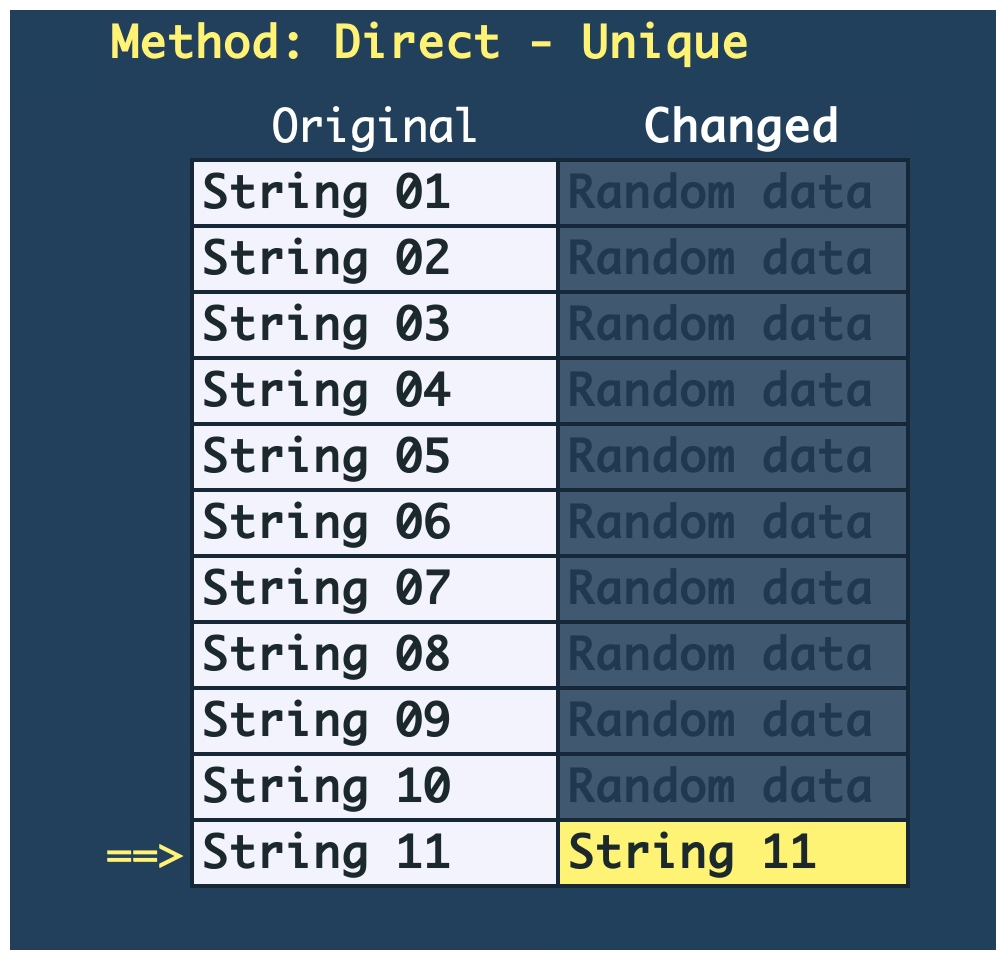 Method: Direct - Unique
Original Changed
String 01 Random data
String 02 Random data
String 03 Random data
String 04 Random data
String 05 Random data
String 06 Random data
String 07 Random data
String 08 Random data
String 09 Random data
String 10 Random data
==> String 11 String 11